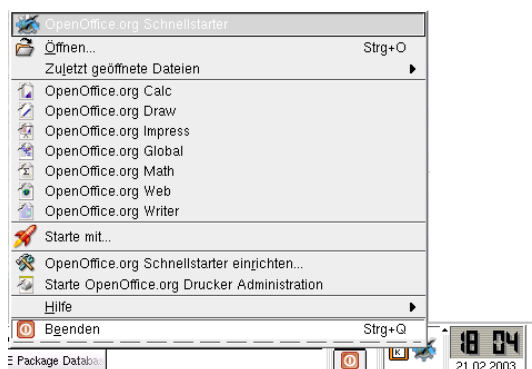 OpenOffice.org Schnellstarter
Öffnen... Strg+O
Zuletzt geöffnete Dateien
OpenOffice.org Calc
OpenOffice.org Draw
OpenOffice.org Impress
OpenOffice.org Global
OpenOffice.org Math
OpenOffice.org Web
OpenOffice.org Writer
Starte mit...
OpenOffice.org Schnellstarter einrichten...
Starte OpenOffice.org Drucker Administration
Hilfe
Beenden Strg+Q
K
18 04
E Package Databas
21.02.2003